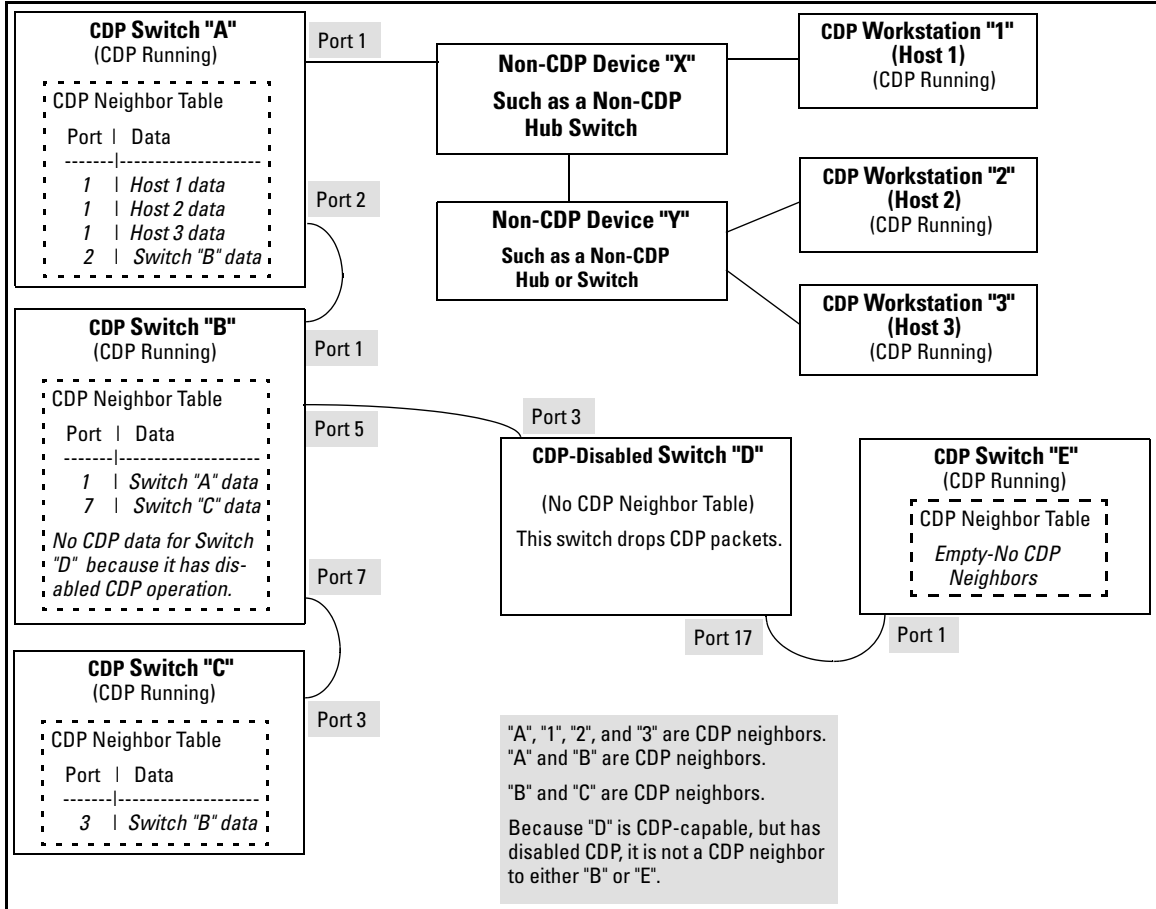 CDP Switch "A"
(CDP Running)
CDP Neighbor Table
Port | Data
-------|---------------------
1 | Host 1 data
1 | Host 2 data
1 | Host 3 data
2 | Switch "B" data
Port 1
Port 2
Non-CDP Device "X"
Such as a Non-CDP
Hub Switch
CDP Workstation "1"
(Host 1)
(CDP Running)
Non-CDP Device "Y"
Such as a Non-CDP
Hub or Switch
CDP Workstation "2"
(Host 2)
(CDP Running)
CDP Workstation "3"
(Host 3)
(CDP Running)
CDP Switch "B"
(CDP Running)
CDP Neighbor Table
Port | Data
-------|---------------------
1 | Switch "A" data
7 | Switch "C" data
No CDP data for Switch
"D" because it has dis-
abled CDP operation.
Port 1
Port 5
Port 7
Port 3
CDP-Disabled Switch "D"
(No CDP Neighbor Table)
This switch drops CDP packets.
Port 17
CDP Switch "E"
(CDP Running)
CDP Neighbor Table
Empty-No CDP
Neighbors
Port 1
CDP Switch "C"
(CDP Running)
CDP Neighbor Table
Port | Data
-------|---------------------
3 | Switch "B" data
Port 3
"A", "1", "2", and "3" are CDP neighbors.
"A" and "B" are CDP neighbors.
"B" and "C" are CDP neighbors.
Because "D" is CDP-capable, but has
disabled CDP, it is not a CDP neighbor
to either "B" or "E".